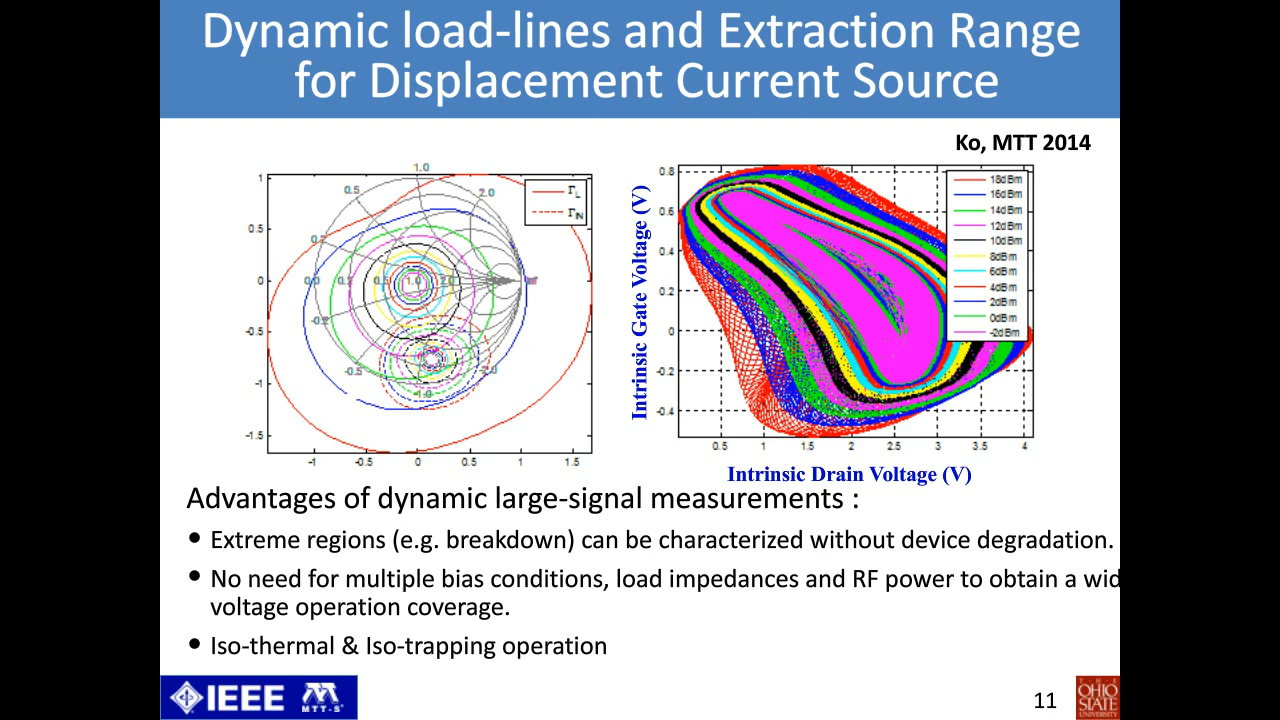 Dynamic load-lines and Extraction Range
for Displacement Current Source
Ko, MTT 2014
1.0
0.5
2.0
ΓL
ΓIN
1
0.5
0
-0.5
-1
-1.5
0.0
0.5
1.0
2.0
inf
-0.5
-1.0
-2.0
-1
-0.5
0
0.5
1
1.5
Intrinsic Gate Voltage (V)
0.8
0.6
0.4
0.2
0
-0.2
-0.4
18dBm
16dBm
14dBm
12dBm
10dBm
8dBm
6dBm
4dBm
2dBm
0dBm
-2dBm
0.5
1
1.5
2
2.5
3
3.5
4
Intrinsic Drain Voltage (V)
Advantages of dynamic large-signal measurements :
• Extreme regions (e.g. breakdown) can be characterized without device degradation.
• No need for multiple bias conditions, load impedances and RF power to obtain a wid
voltage operation coverage.
• Iso-thermal & Iso-trapping operation
IEEE
MTT-S
11
THE
OHIO
STATE
UNIVERSITY